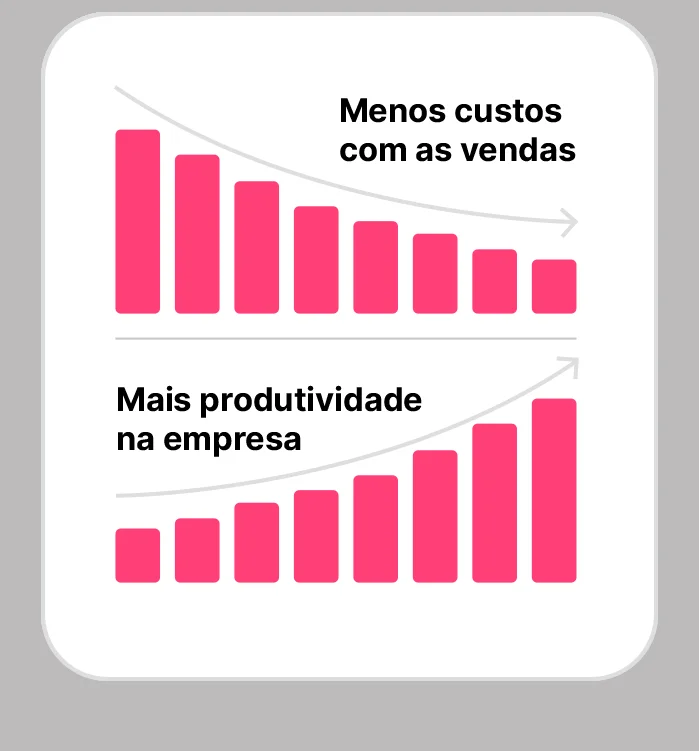 Menos custos
com as vendas
Mais produtividade
na empresa